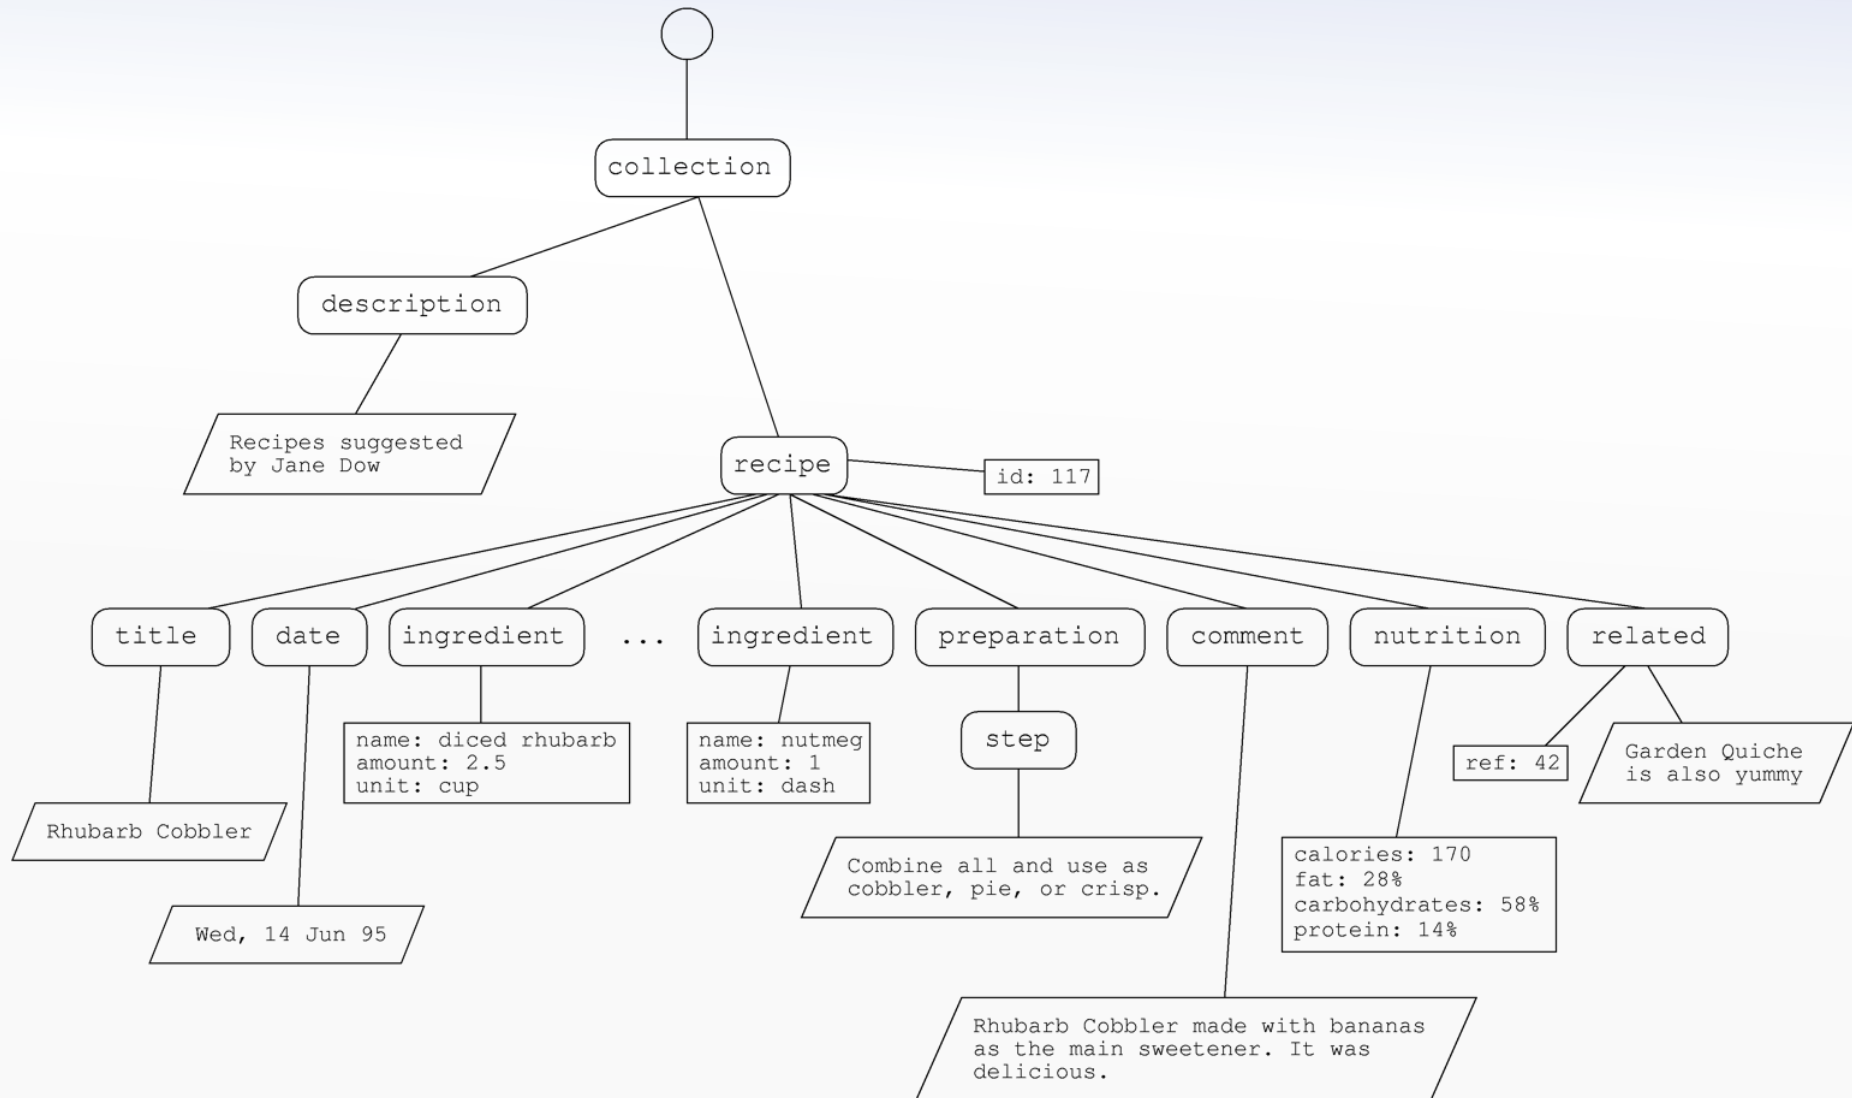 collection
description
Recipes suggested
by Jane Dow
recipe
id: 117
title
date
ingredient
...
ingredient
preparation
comment
nutrition
related
name: diced rhubarb
amount: 2.5
unit: cup
name: nutmeg
amount: 1
unit: dash
step
ref: 42
Garden Quiche
is also yummy
Rhubarb Cobbler
Combine all and use as
cobbler, pie, or crisp.
calories: 170
fat: 28%
carbohydrates: 58%
protein: 14%
Wed, 14 Jun 95
Rhubarb Cobbler made with bananas
as the main sweetener. It was
delicious.